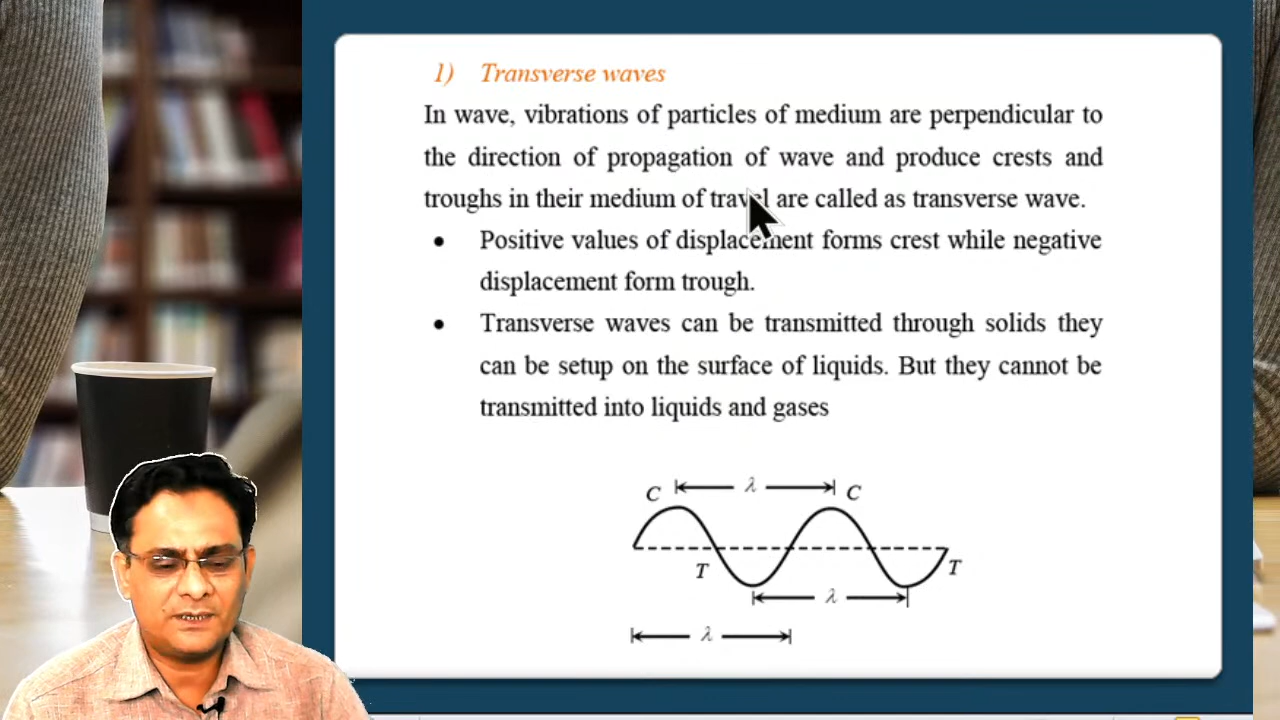 1) Transverse waves
In wave, vibrations of particles of medium are perpendicular to
the direction of propagation of wave and produce crests and
troughs in their medium of travel are called as transverse wave.
• Positive values of displacement forms crest while negative
displacement form trough.
• Transverse waves can be transmitted through solids they
can be setup on the surface of liquids. But they cannot be
transmitted into liquids and gases
C λ C
T T
λ
λ